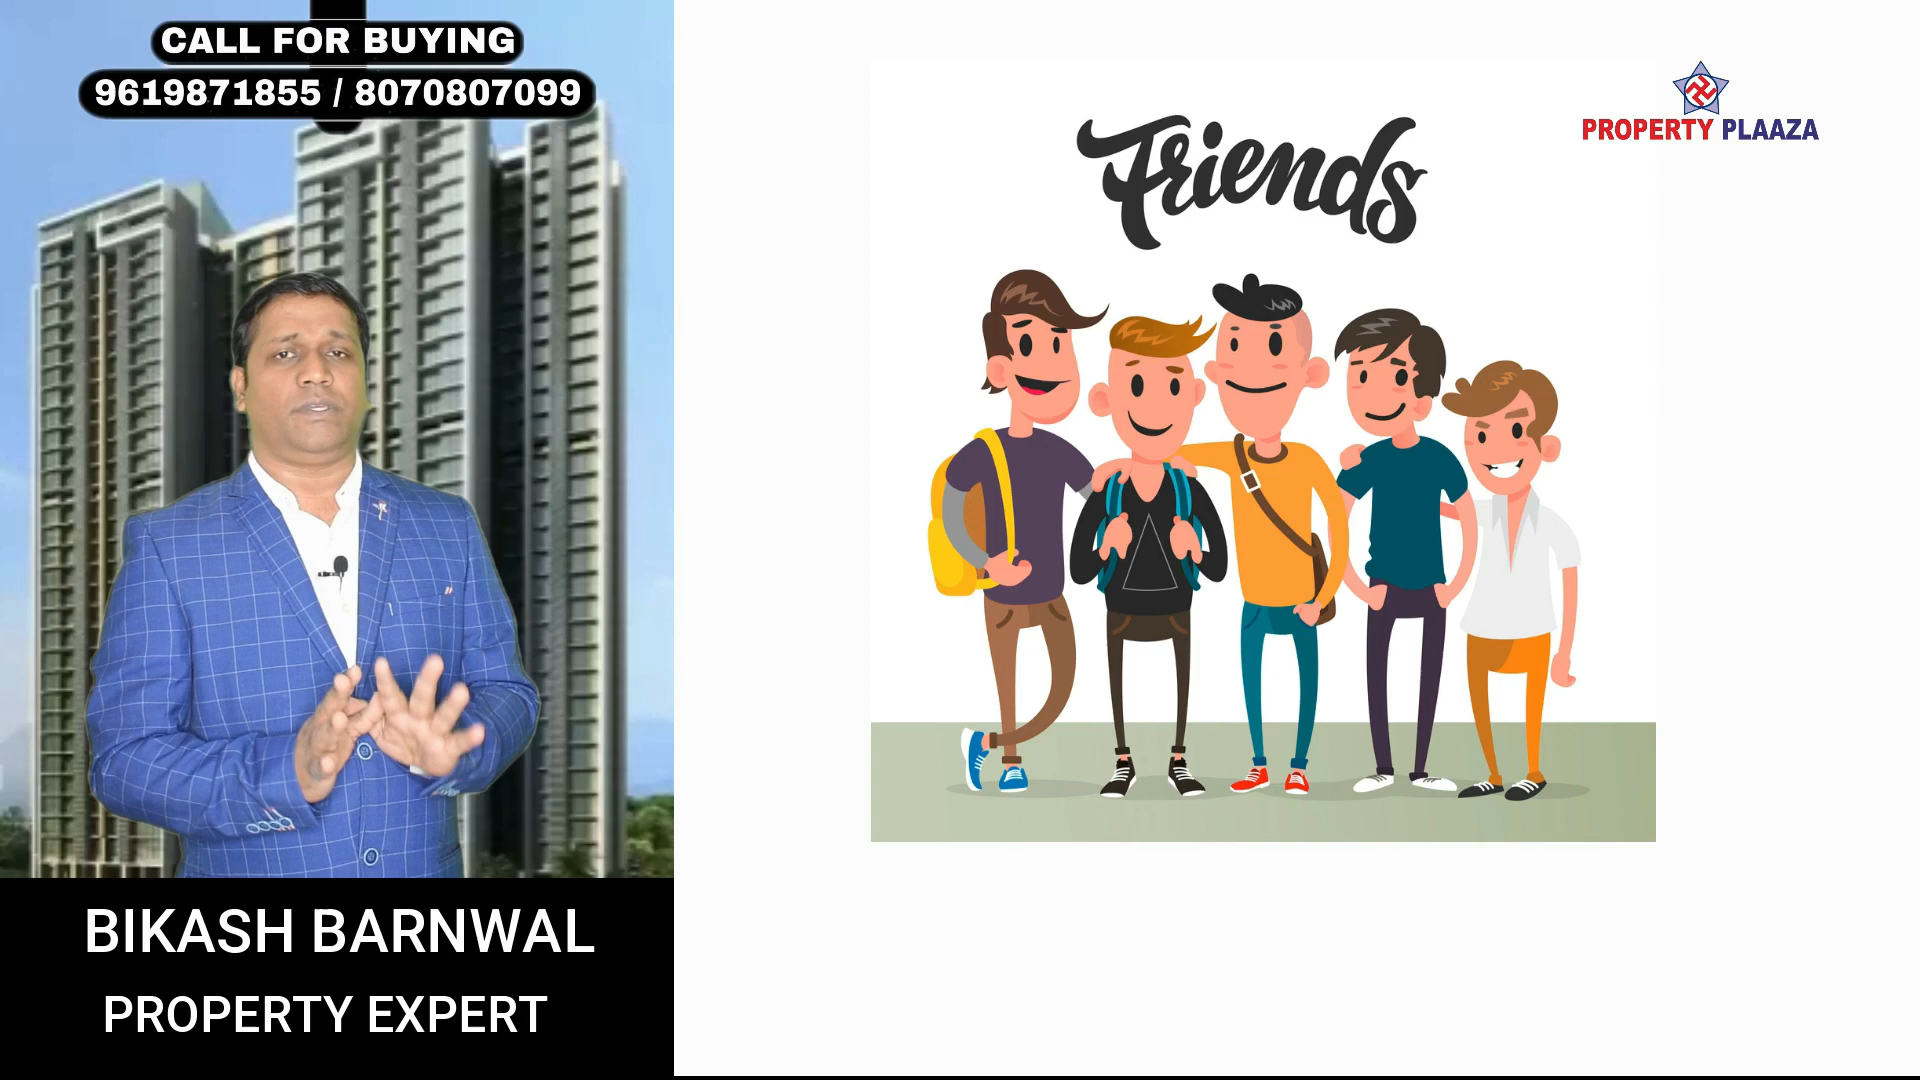 CALL FOR BUYING
9619871855 / 8070807099
Friends
PROPERTY PLAAZA
BIKASH BARNWAL
PROPERTY EXPERT